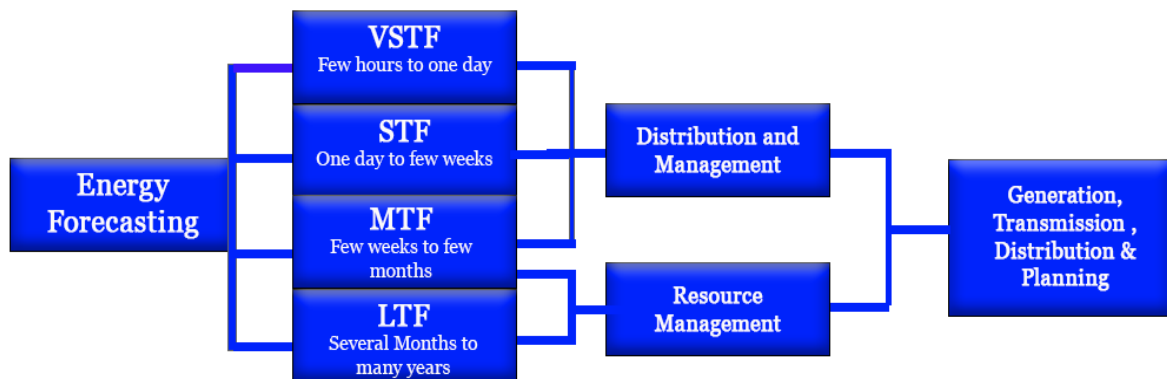 Energy
Forecasting
VSTF
Few hours to one day
STF
One day to few weeks
MTF
Few weeks to few
months
LTF
Several Months to
many years
Distribution and
Management
Resource
Management
Generation,
Transmission ,
Distribution &
Planning